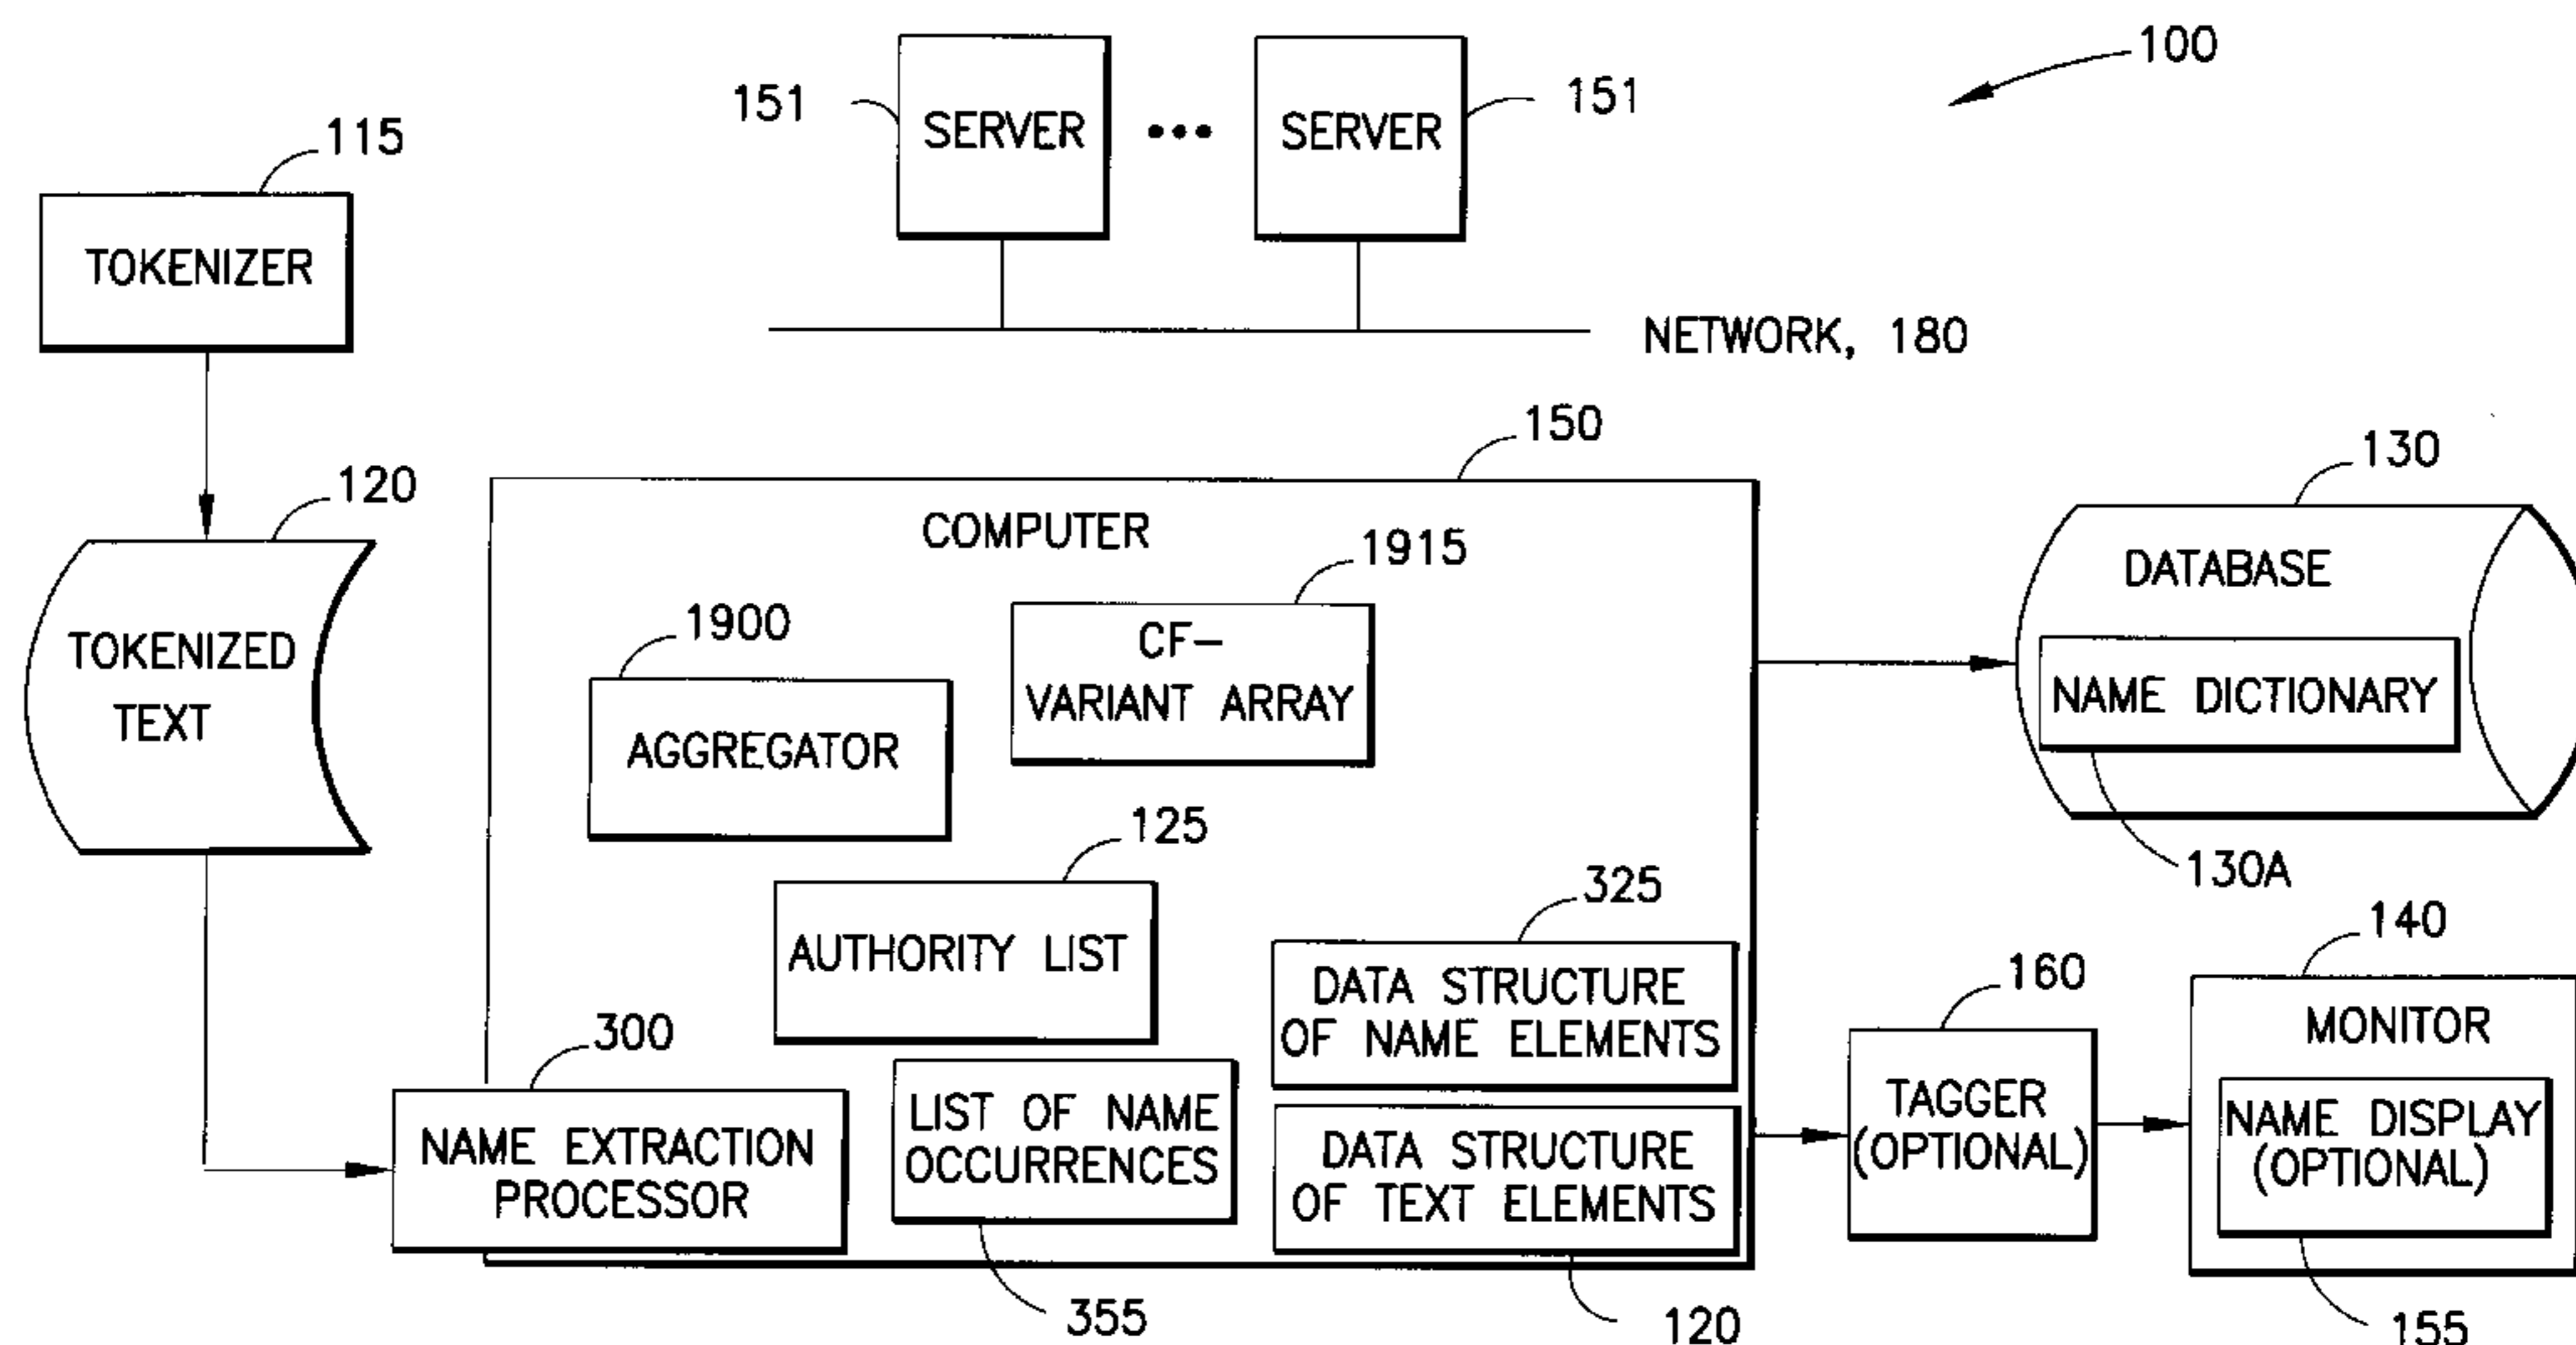 100
151
SERVER
•••
SERVER
151
115
TOKENIZER
NETWORK, 180
120
TOKENIZED
TEXT
150
COMPUTER
1915
CF-
VARIANT ARRAY
1900
AGGREGATOR
125
AUTHORITY LIST
325
DATA STRUCTURE
OF NAME ELEMENTS
300
NAME EXTRACTION
PROCESSOR
LIST OF NAME
OCCURRENCES
355
DATA STRUCTURE
OF TEXT ELEMENTS
120
130
DATABASE
NAME DICTIONARY
130A
160
TAGGER
(OPTIONAL)
140
MONITOR
NAME DISPLAY
(OPTIONAL)
155